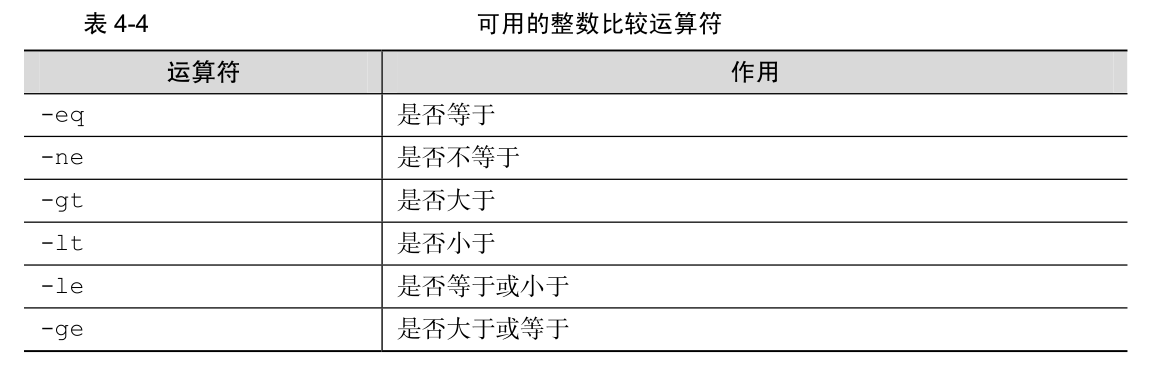 表 4-4 可用的整数比较运算符
运算符 作用
-eq 是否等于
-ne 是否不等于
-gt 是否大于
-lt 是否小于
-le 是否等于或小于
-ge 是否大于或等于